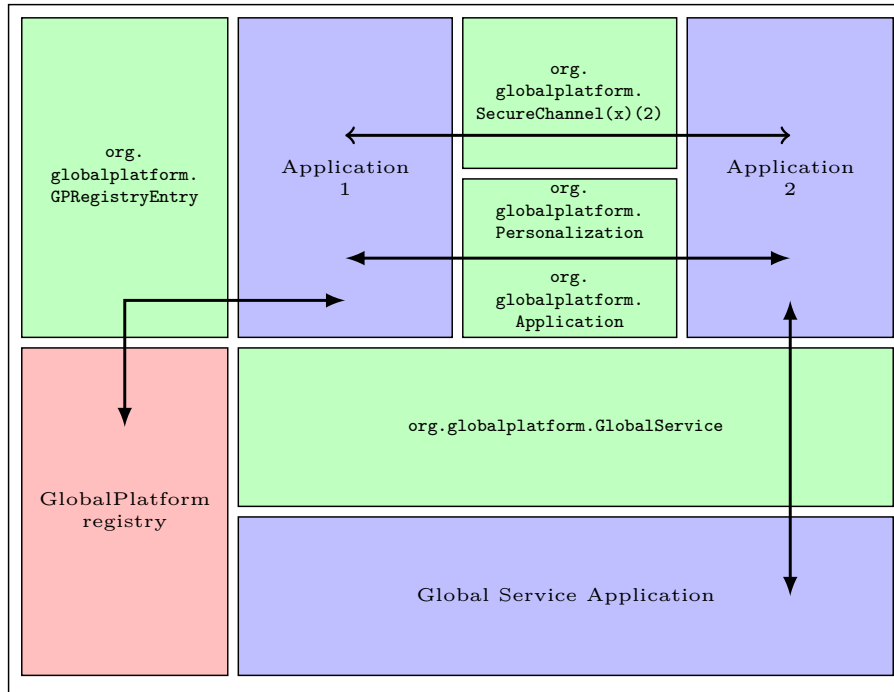 org.
globalplatform.
GPRegistryEntry
Application
1
org.
globalplatform.
SecureChannel(x)(2)
Application
2
org.
globalplatform.
Personalization
org.
globalplatform.
Application
org.globalplatform.GlobalService
GlobalPlatform
registry
Global Service Application